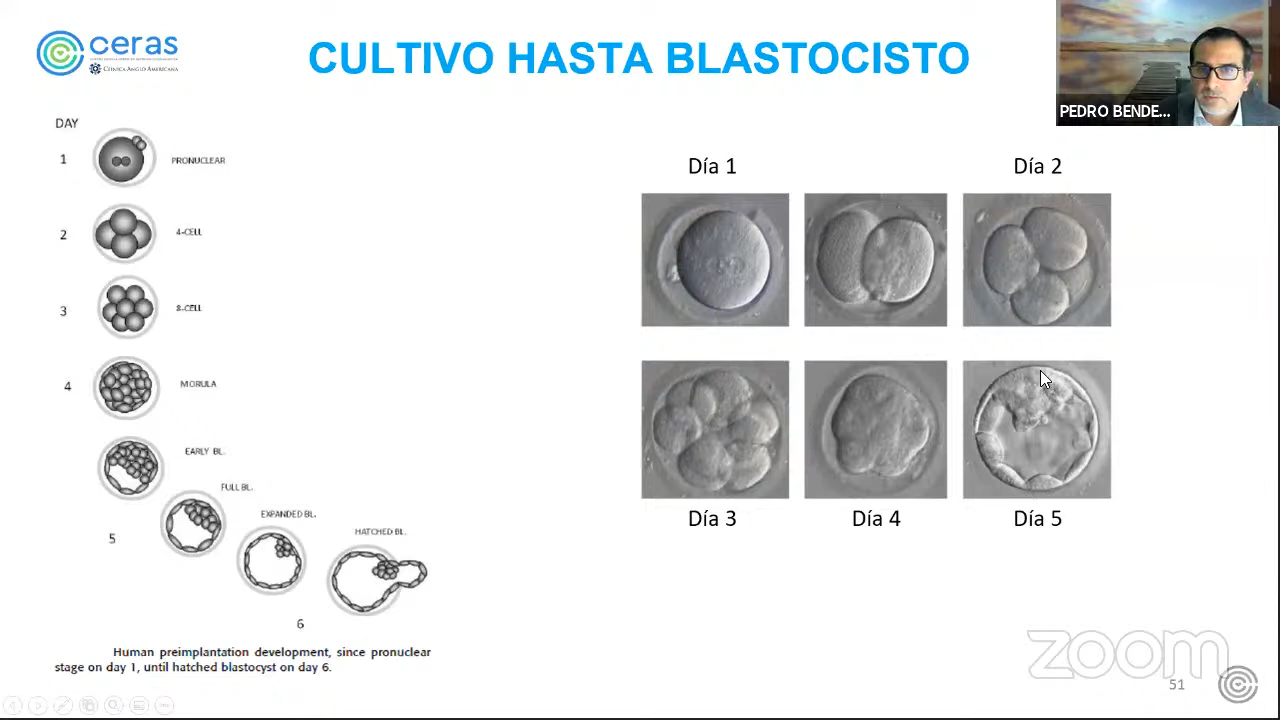 ceras
CLÍNICA ANGLO AMERICANA
CULTIVO HASTA BLASTOCISTO
PEDRO BENDE...
DAY
1
PRONUCLEAR
2
4-CELL
3
8-CELL
4
MORULA
EARLY BL.
FULL BL.
EXPANDED BL.
HATCHED BL.
5
6
Human preimplantation development, since pronuclear
stage on day 1, until hatched blastocyst on day 6.
Día 1
Día 2
Día 3
Día 4
Día 5
zoom
51